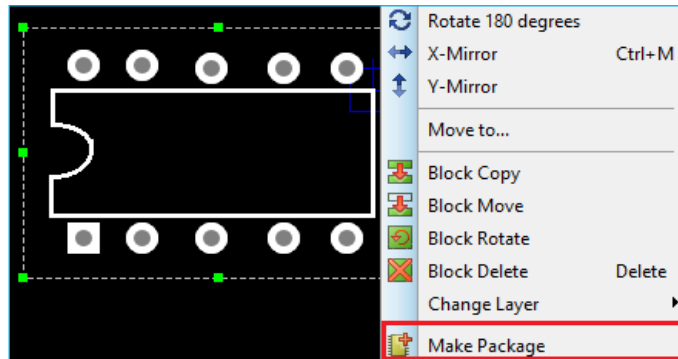 Rotate 180 degrees
X-Mirror Ctrl+M
Y-Mirror
Move to...
Block Copy
Block Move
Block Rotate
Block Delete Delete
Change Layer
Make Package